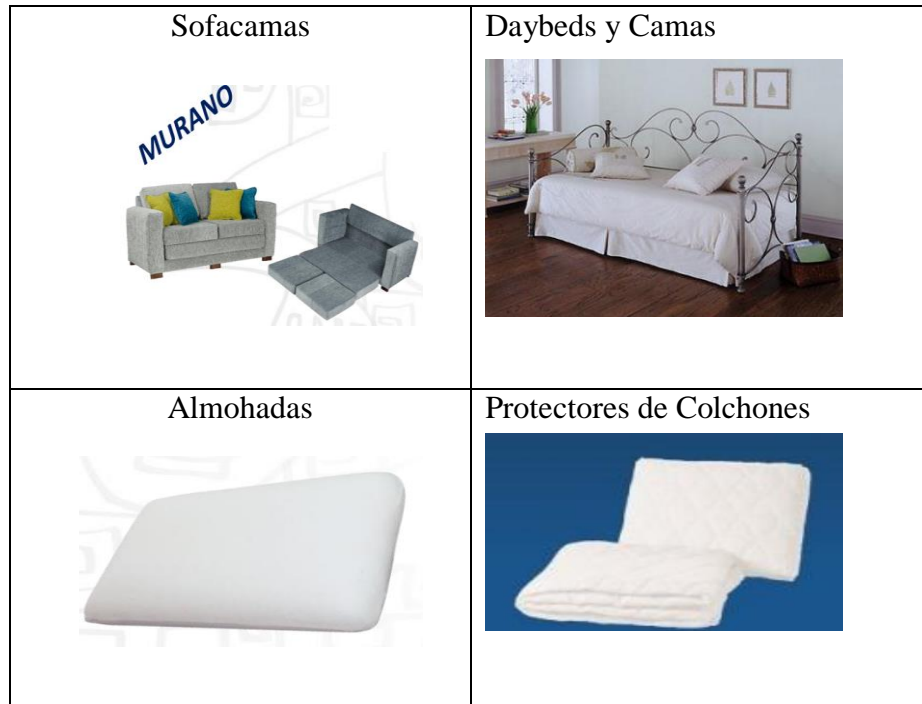 Sofacamas
MURANO
Daybeds y Camas
Almohadas
Protectores de Colchones